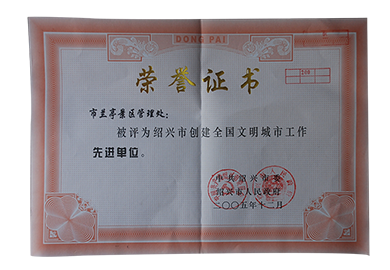 DONG PAI
荣誉证书
市兰亭景区管理处:
被评为绍兴市创建全国文明城市工作
先进单位。
中共绍兴市委
绍兴市人民政府
二〇〇五年十二月